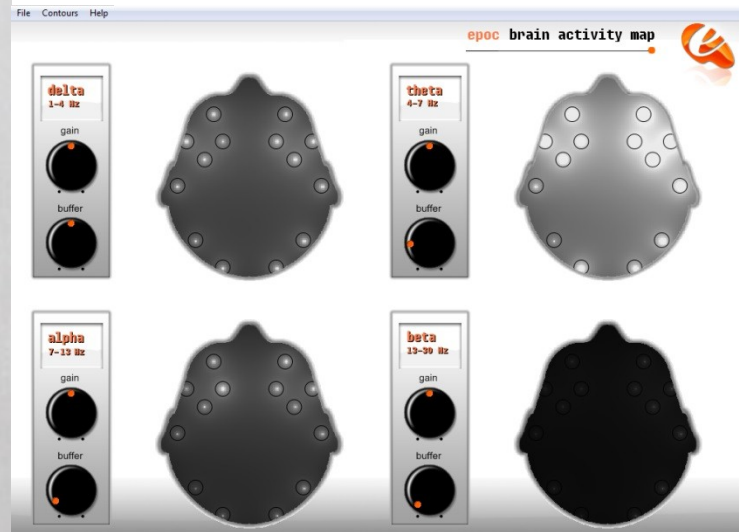 File Contours Help
epoc brain activity map
delta
1-4 Hz
gain
buffer
theta
4-7 Hz
gain
buffer
alpha
7-13 Hz
gain
buffer
beta
13-30 Hz
gain
buffer